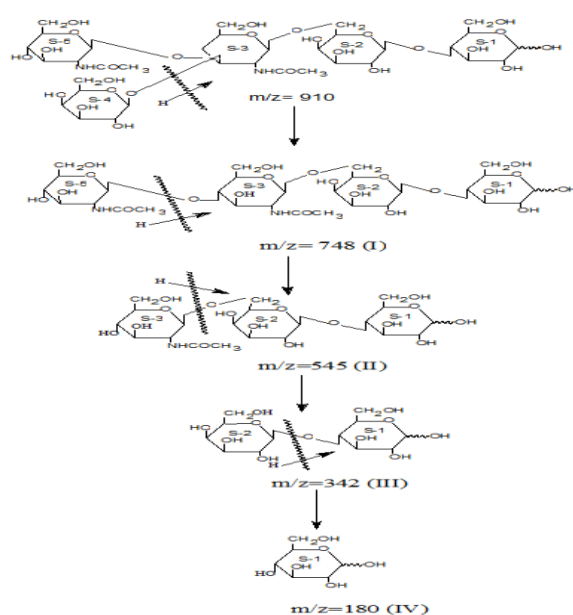 CH₂OH CH₂OH O CH₂ CH₂OH
S-5 O S-3 O HO S-2 O S-1 O
HO OH O OH O OH OH
NHCOCH₃ NHCOCH₃ OH OH
CH₂OH
HO S-4 O O
OH H
OH
m/z= 910
CH₂OH CH₂OH O CH₂ CH₂OH
S-5 O S-3 O HO S-2 O S-1 O
HO OH O OH OH O OH OH
NHCOCH₃ NHCOCH₃ OH OH
H
m/z= 748 (I)
H
CH₂OH O CH₂ CH₂OH
S-3 O HO S-2 O S-1 O
HO OH OH O OH OH
NHCOCH₃ OH OH
m/z=545 (II)
CH₂OH CH₂OH
HO S-2 O S-1 O
OH O OH OH
OH H OH
m/z=342 (III)
CH₂OH
S-1 O
HO OH OH
OH
m/z=180 (IV)